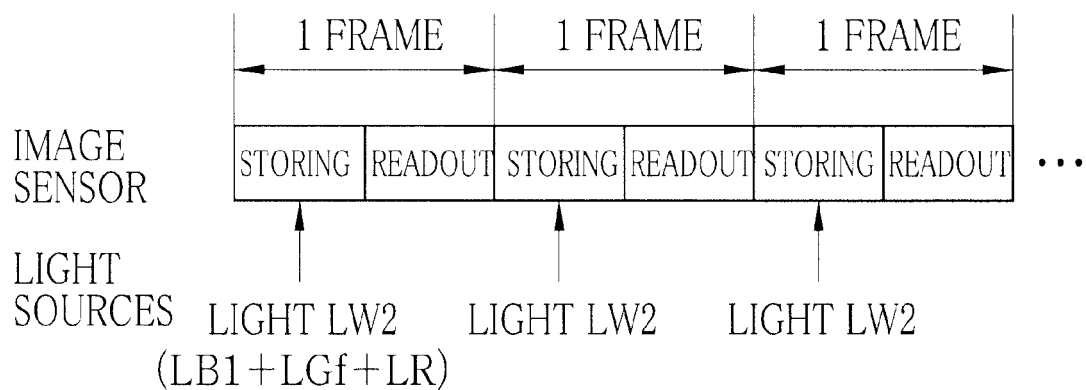 1 FRAME 1 FRAME 1 FRAME
IMAGE SENSOR
STORING READOUT STORING READOUT STORING READOUT ...
LIGHT SOURCES
LIGHT LW2 LIGHT LW2 LIGHT LW2
(LB1+LGf+LR)